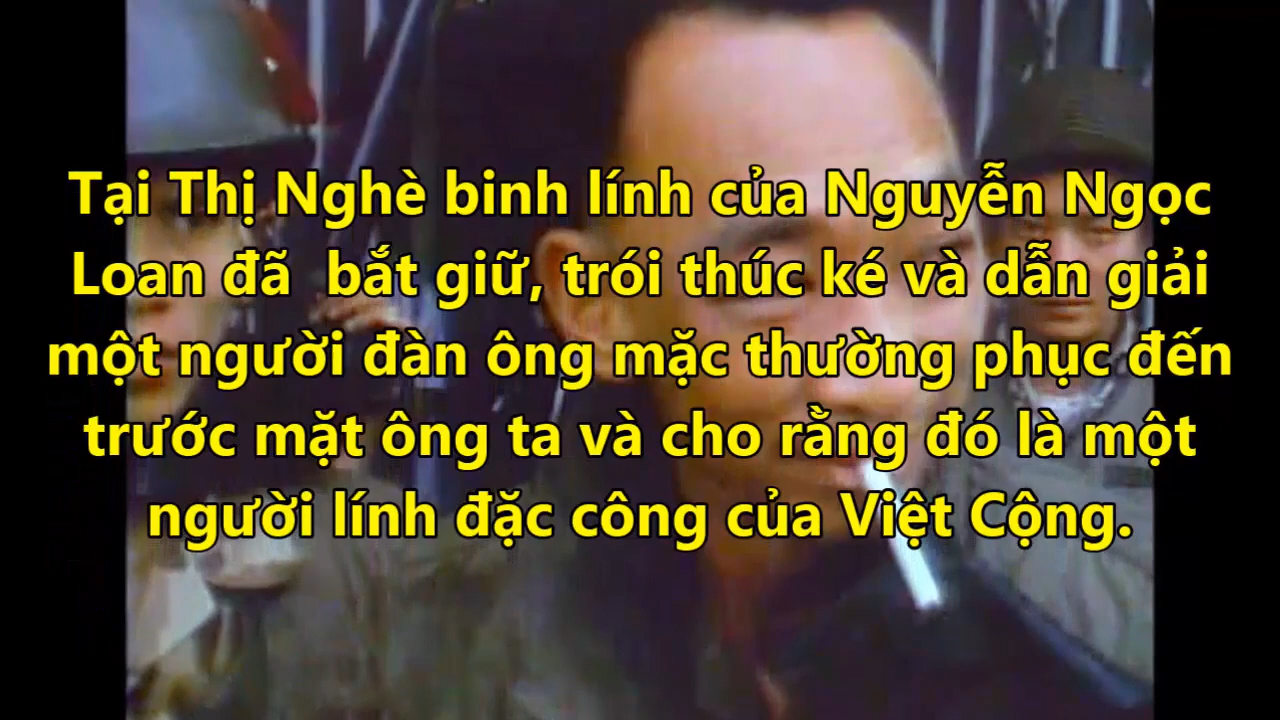 Tại Thị Nghè binh lính của Nguyễn Ngọc
Loan đã  bắt giữ, trói thúc ké và dẫn giải
một người đàn ông mặc thường phục đến
trước mặt ông ta và cho rằng đó là một
người lính đặc công của Việt Cộng.